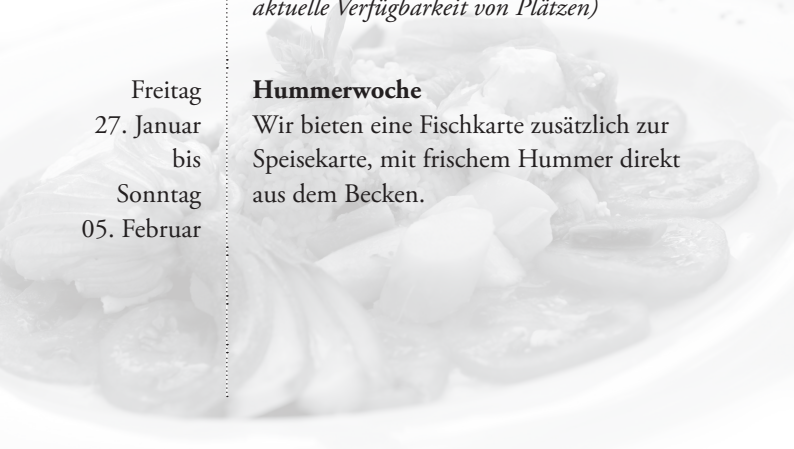 aktuelle Verfügbarkeit von Plätzen)
Freitag
27. Januar
bis
Sonntag
05. Februar
Hummerwoche
Wir bieten eine Fischkarte zusätzlich zur
Speisekarte, mit frischem Hummer direkt
aus dem Becken.